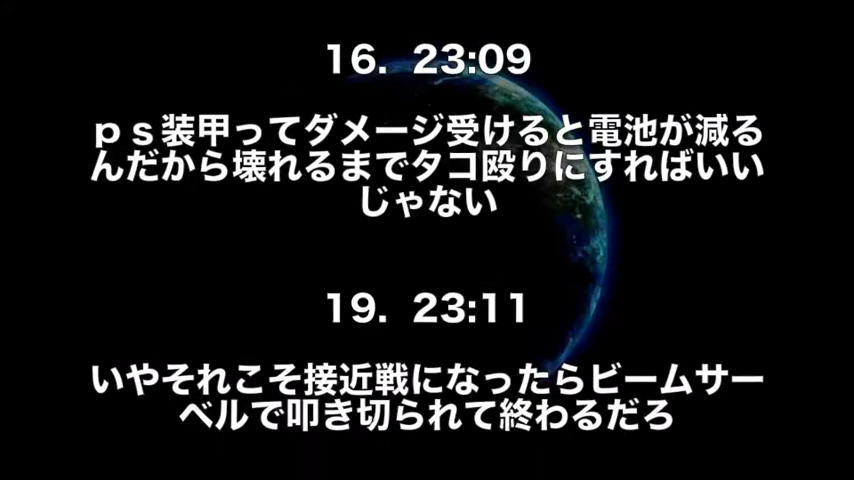 16. 23:09
ｐｓ装甲ってダメージ受けると電池が減る
んだから壊れるまでタコ殴りにすればいい
じゃない
19. 23:11
いやそれこそ接近戦になったらビームサー
ベルで叩き切られて終わるだろ